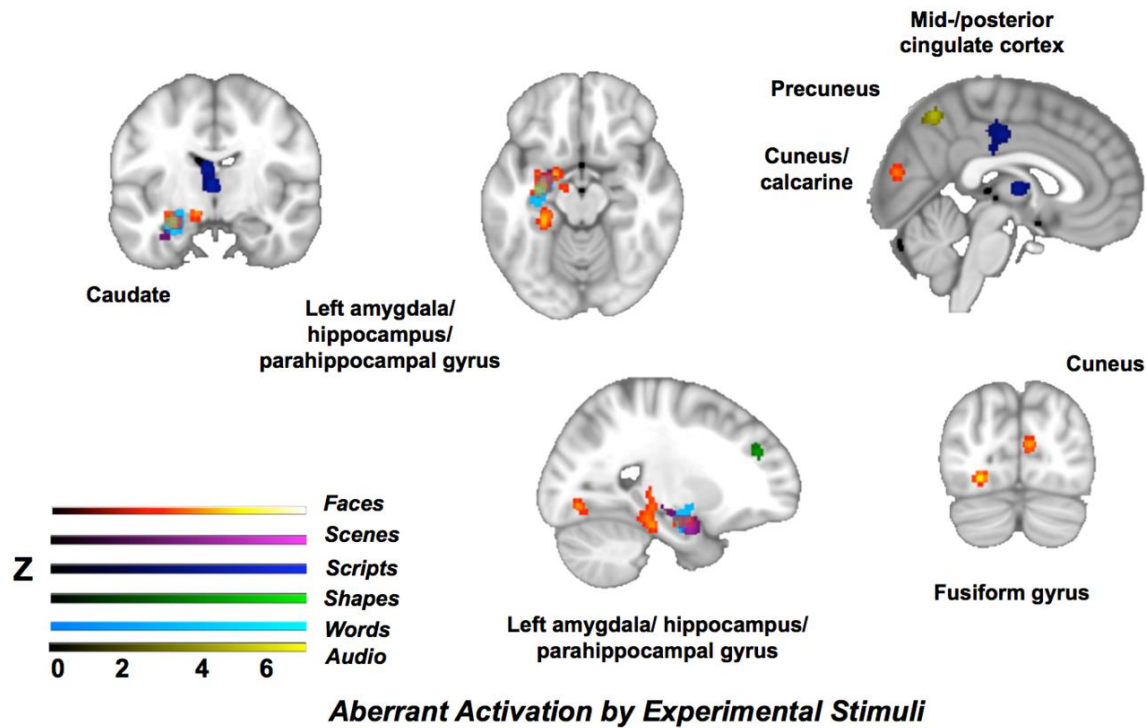 Mid-/posterior
cingulate cortex
Precuneus
Cuneus/
calcarine
Caudate
Left amygdala/
hippocampus/
parahippocampal gyrus
Cuneus
Faces
Scenes
Z
Scripts
Shapes
Words
Audio
0 2 4 6
Left amygdala/ hippocampus/
parahippocampal gyrus
Fusiform gyrus
Aberrant Activation by Experimental Stimuli